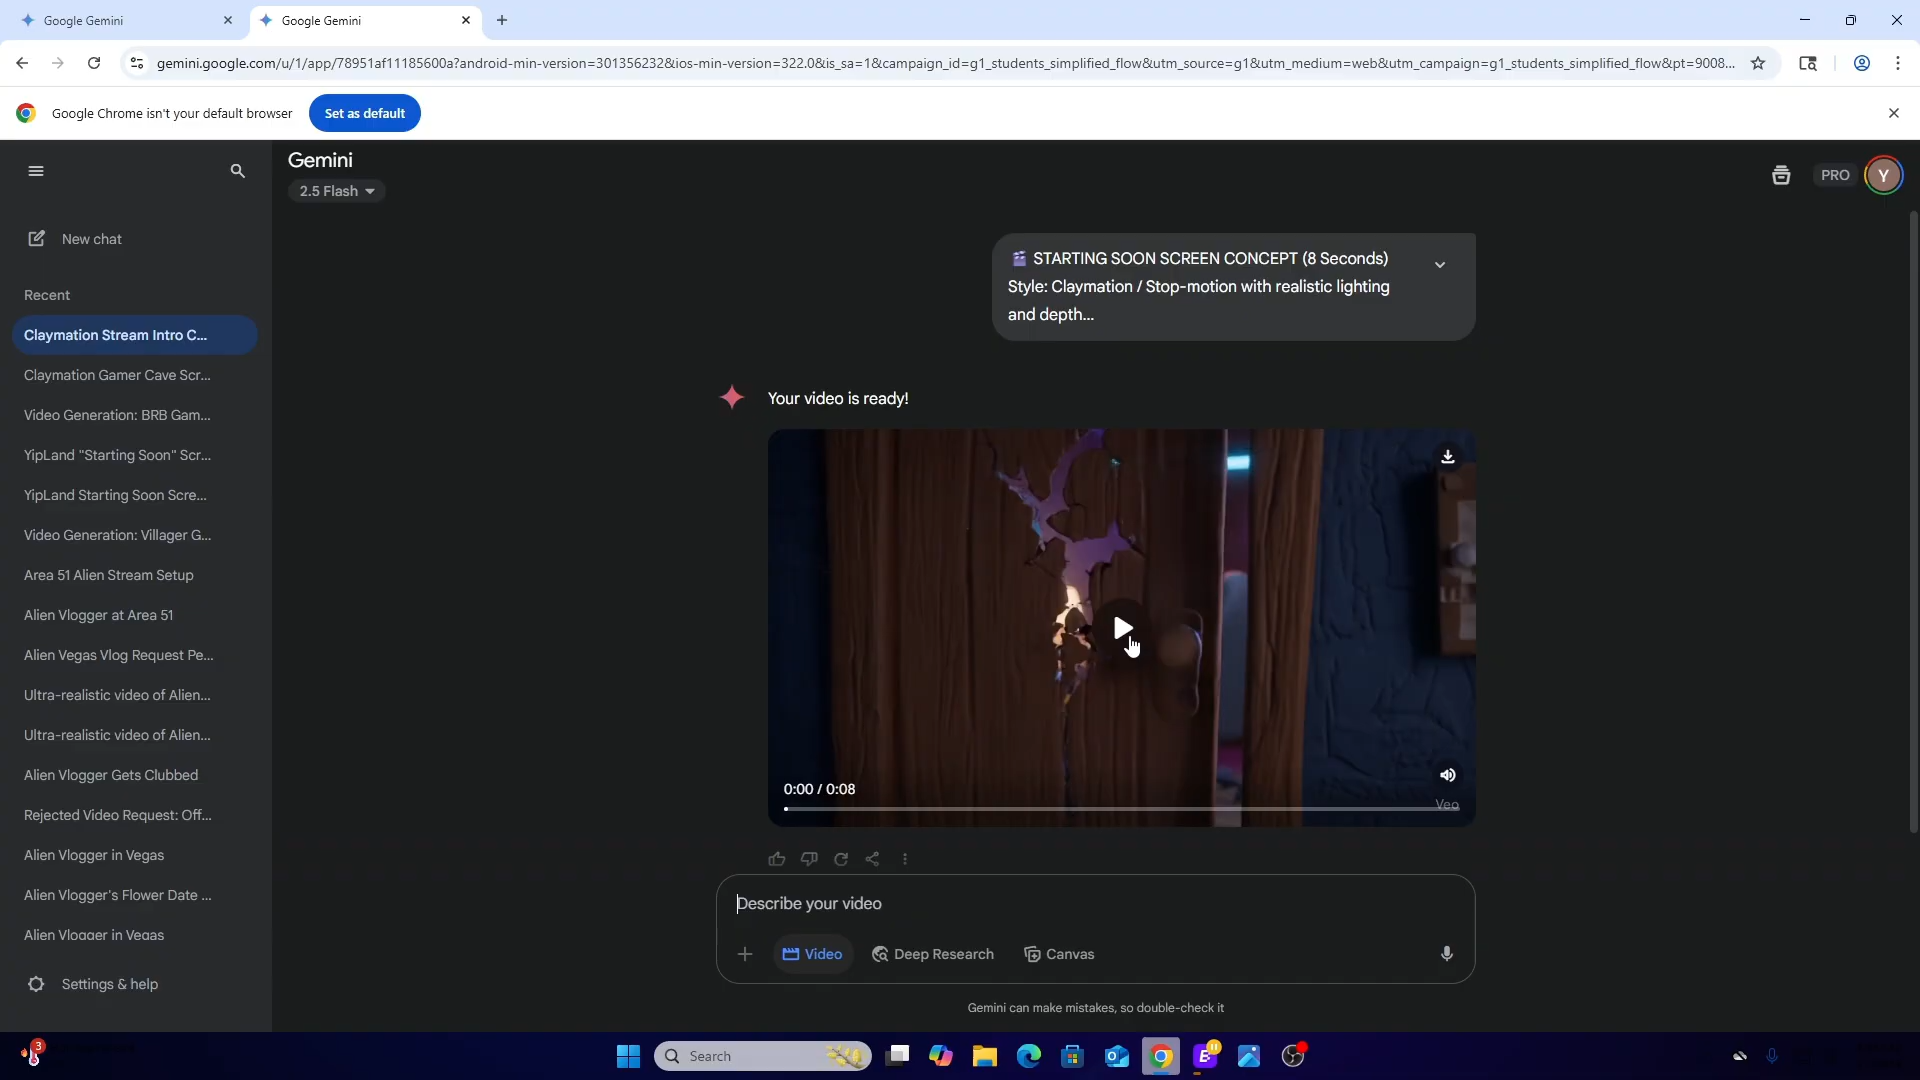 Google Gemini
Google Gemini
gemini.google.com/u/1/app/78951af11185600a?android-min-version=301356232&ios-min-version=322.0&is_sa=1&campaign_id=g1_students_simplified_flow&utm_source=g1&utm_medium=web&utm_campaign=g1_students_simplified_flow&pt=9008...
Google Chrome isn't your default browser
Set as default
Gemini
2.5 Flash
PRO
Y
New chat
Recent
Claymation Stream Intro C...
Claymation Gamer Cave Scr...
Video Generation: BRB Gam...
YipLand "Starting Soon" Scr...
YipLand Starting Soon Scre...
Video Generation: Villager G...
Area 51 Alien Stream Setup
Alien Vlogger at Area 51
Alien Vegas Vlog Request Pe...
Ultra-realistic video of Alien...
Ultra-realistic video of Alien...
Alien Vlogger Gets Clubbed
Rejected Video Request: Off...
Alien Vlogger in Vegas
Alien Vlogger's Flower Date ...
Alien Vlogger in Vegas
Settings & help
🎬 STARTING SOON SCREEN CONCEPT (8 Seconds)
Style: Claymation / Stop-motion with realistic lighting
and depth...
Your video is ready!
0:00 / 0:08
Veo
Describe your video
Video
Deep Research
Canvas
Gemini can make mistakes, so double-check it
3
Search